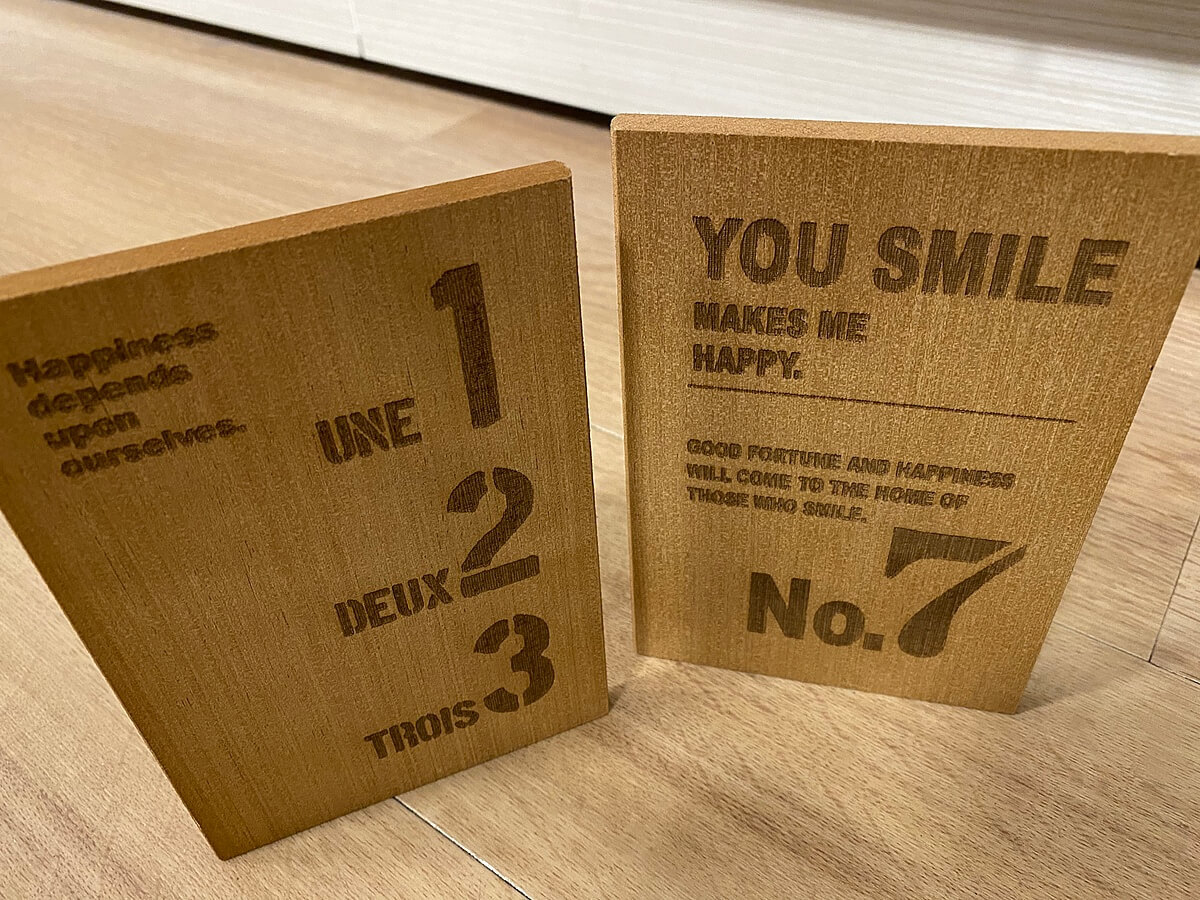 Happiness
depends
upon
ourselves.
1
UNE
2
DEUX
3
TROIS
YOU SMILE
MAKES ME
HAPPY.
GOOD FORTUNE AND HAPPINESS
WILL COME TO THE HOME OF
THOSE WHO SMILE.
No.7